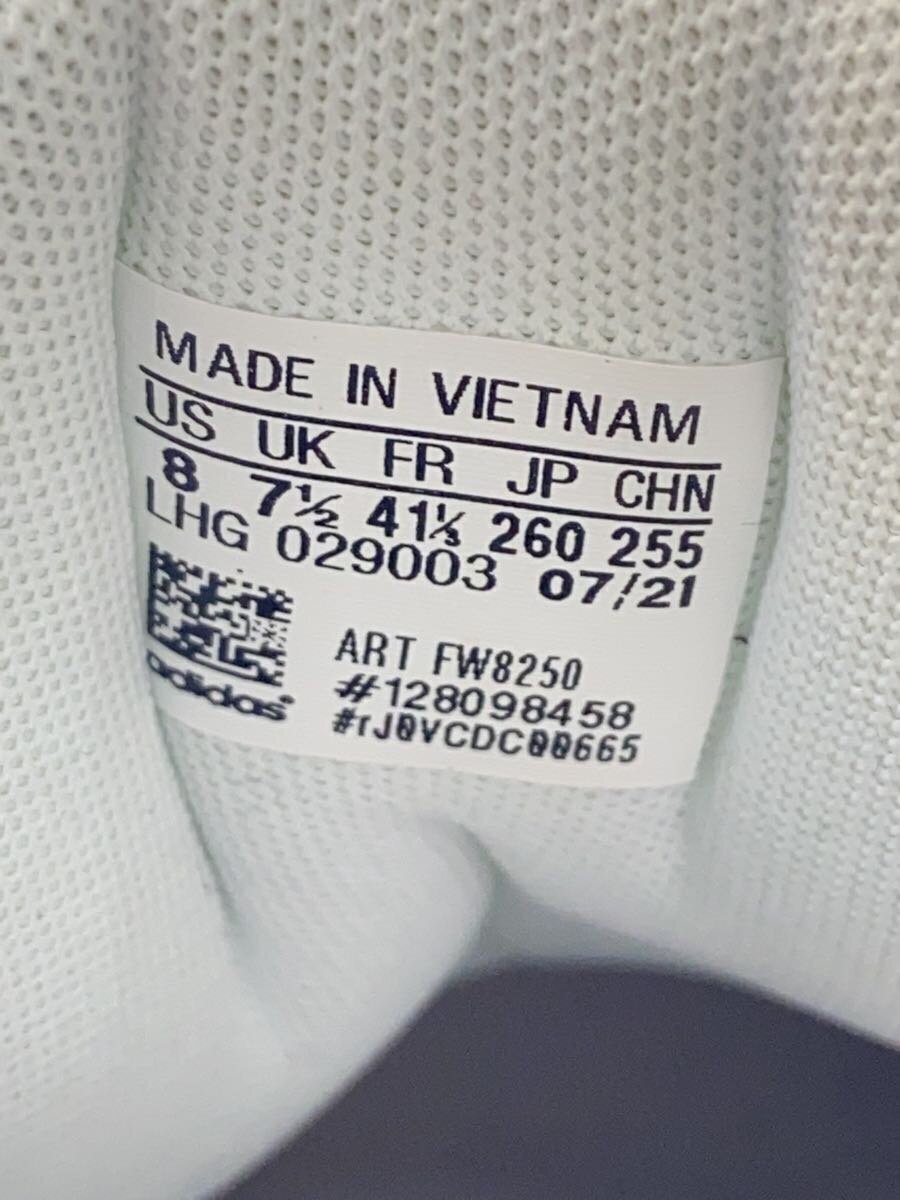 MADE IN VIETNAM
US UK FR JP CHN
8 7½ 41⅓ 260 255
LHG 029003 07/21
ART FW8250
#128098458
#rJ0VCDC00665
adidas